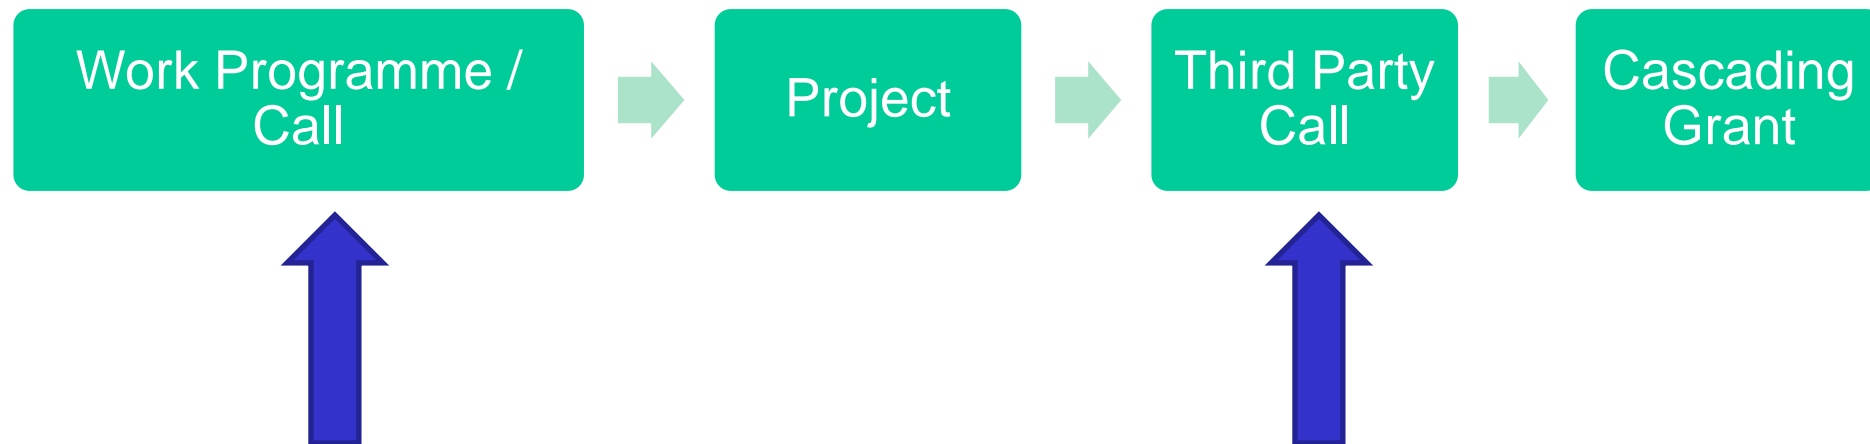 Work Programme /
Call
Project
Third Party
Call
Cascading
Grant